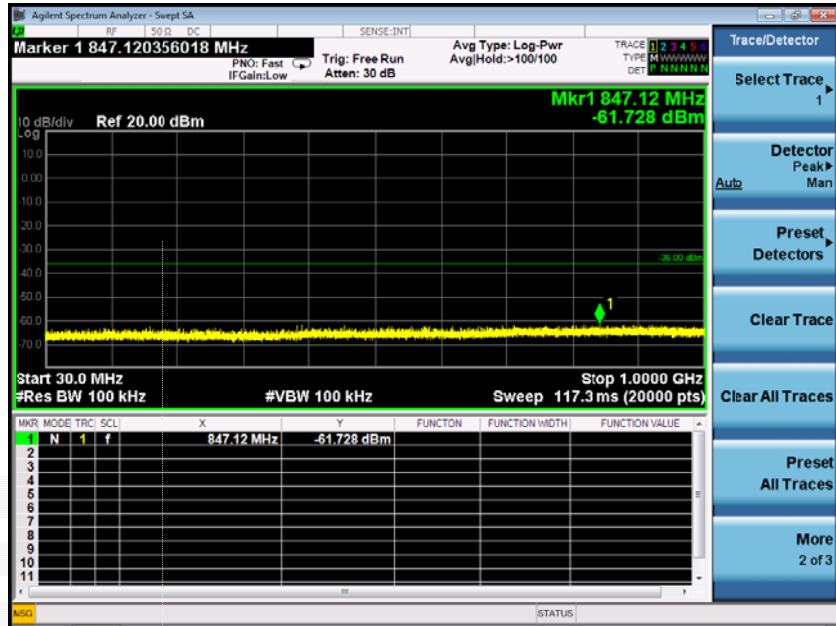 Agilent Spectrum Analyzer - Swept SA
RF 50 Ω DC SENSE:INT
Marker 1 847.120356018 MHz
PNO: Fast
IFGain:Low
Trig: Free Run
Atten: 30 dB
Avg Type: Log-Pwr
Avg|Hold:>100/100
TRACE 1 2 3 4 5 6
TYPE M WWWWW
DET P N N N N N
Mkr1 847.12 MHz
-61.728 dBm
10 dB/div Ref 20.00 dBm
Log
10.0
0.00
-10.0
-20.0
-30.0
-36.00 dBm
-40.0
-50.0
1
-60.0
-70.0
Start 30.0 MHz Stop 1.0000 GHz
#Res BW 100 kHz #VBW 100 kHz Sweep 117.3 ms (20000 pts)
MKR MODE TRC SCL X Y FUNCTON FUNCTION WIDTH FUNCTION VALUE
1 N 1 f 847.12 MHz -61.728 dBm
2
3
4
5
6
7
8
9
10
11
MSG STATUS
Trace/Detector
Select Trace
1
Detector
Peak
Auto Man
Preset
Detectors
Clear Trace
Clear All Traces
Preset
All Traces
More
2 of 3